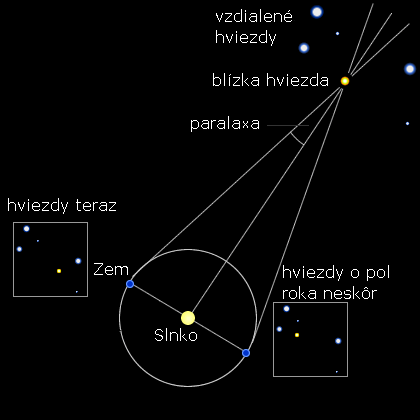 vzdialené
hviezdy
blízka hviezda
paralaxa
hviezdy teraz
Zem
hviezdy o pol
roka neskôr
Slnko